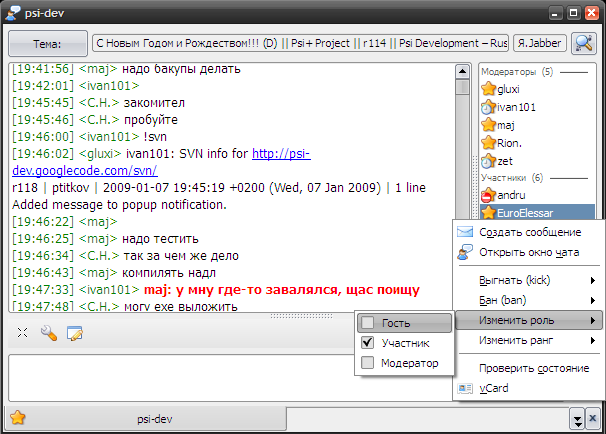 psi-dev
Тема:
С Новым Годом и Рождеством!!! (D) || Psi+ Project || r114 || Psi Development – Rus
Я.Jabber
[19:41:56] <maj> надо бакупы делать
[19:42:01] <ivan101>
[19:45:45] <С.Н.> закомител
[19:45:46] <С.Н.> пробуйте
[19:46:00] <ivan101> !svn
[19:46:02] <gluxi> ivan101: SVN info for http://psi-
dev.googlecode.com/svn/
r118 | ptitkov | 2009-01-07 19:45:19 +0200 (Wed, 07 Jan 2009) | 1 line
Added message to popup notification.
[19:46:22] <maj>
[19:46:25] <maj> надо тестить
[19:46:34] <С.Н.> так за чем же дело
[19:46:43] <maj> компилять надл
[19:47:33] <ivan101> maj: у мну где-то завалялся, щас поищу
[19:47:48] <С.Н.> могу ехе выложить
Модераторы (5)
gluxi
ivan101
maj
Rion.
zet
Участники (6)
andru
EuroElessar
Создать сообщение
Открыть окно чата
Выгнать (kick)
Бан (ban)
Изменить роль
Изменить ранг
Проверить состояние
vCard
Гость
Участник
Модератор
psi-dev